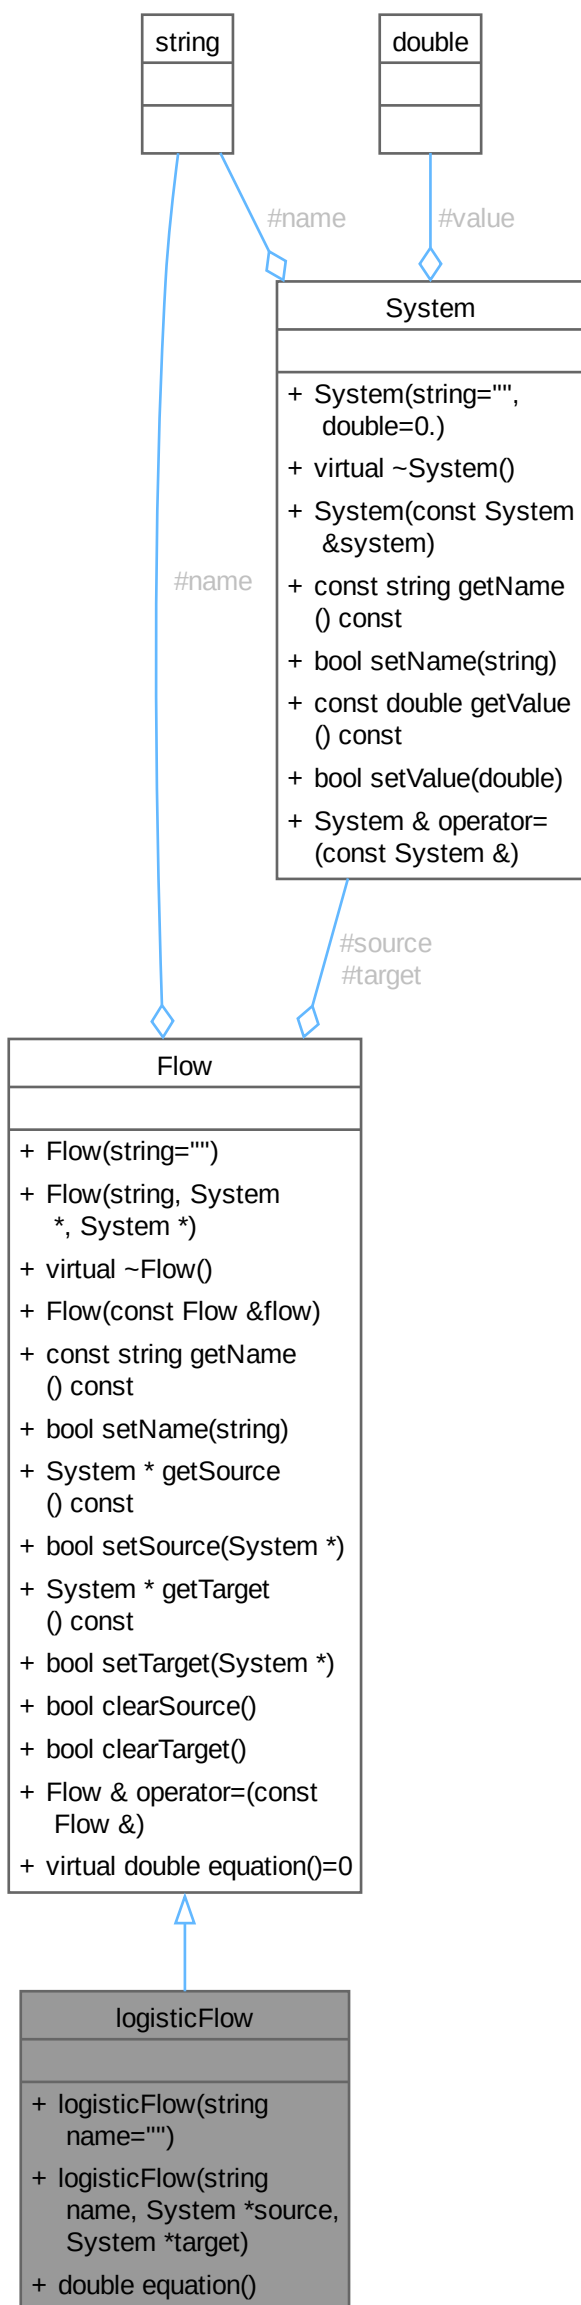 string
double
#name
#value
System
+ System(string="",
double=0.)
+ virtual ~System()
+ System(const System
&system)
+ const string getName
() const
+ bool setName(string)
+ const double getValue
() const
+ bool setValue(double)
+ System & operator=
(const System &)
#name
#source
#target
Flow
+ Flow(string="")
+ Flow(string, System
*, System *)
+ virtual ~Flow()
+ Flow(const Flow &flow)
+ const string getName
() const
+ bool setName(string)
+ System * getSource
() const
+ bool setSource(System *)
+ System * getTarget
() const
+ bool setTarget(System *)
+ bool clearSource()
+ bool clearTarget()
+ Flow & operator=(const
Flow &)
+ virtual double equation()=0
logisticFlow
+ logisticFlow(string
name="")
+ logisticFlow(string
name, System *source,
System *target)
+ double equation()